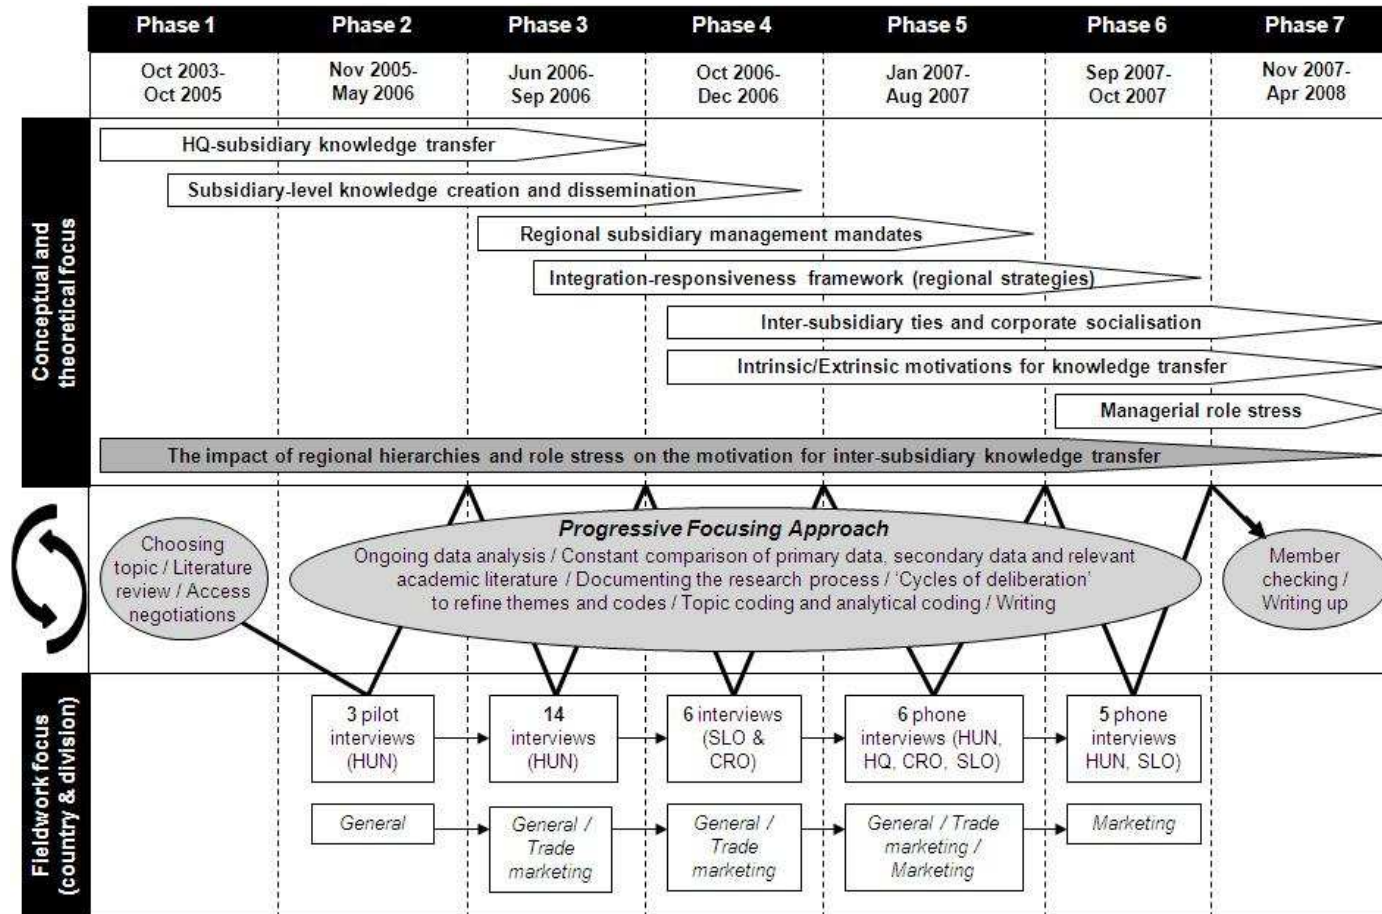 Phase 1
Phase 2
Phase 3
Phase 4
Phase 5
Phase 6
Phase 7
Oct 2003-
Oct 2005
Nov 2005-
May 2006
Jun 2006-
Sep 2006
Oct 2006-
Dec 2006
Jan 2007-
Aug 2007
Sep 2007-
Oct 2007
Nov 2007-
Apr 2008
Conceptual and
theoretical focus
HQ-subsidiary knowledge transfer
Subsidiary-level knowledge creation and dissemination
Regional subsidiary management mandates
Integration-responsiveness framework (regional strategies)
Inter-subsidiary ties and corporate socialisation
Intrinsic/Extrinsic motivations for knowledge transfer
Managerial role stress
The impact of regional hierarchies and role stress on the motivation for inter-subsidiary knowledge transfer
Choosing
topic / Literature
review / Access
negotiations
Progressive Focusing Approach
Ongoing data analysis / Constant comparison of primary data, secondary data and relevant
academic literature / Documenting the research process / 'Cycles of deliberation'
to refine themes and codes / Topic coding and analytical coding / Writing
Member
checking /
Writing up
Fieldwork focus
(country & division)
3 pilot
interviews
(HUN)
14
interviews
(HUN)
6 interviews
(SLO &
CRO)
6 phone
interviews (HUN,
HQ, CRO, SLO)
5 phone
interviews
HUN, SLO)
General
General /
Trade
marketing
General /
Trade
marketing
General / Trade
marketing /
Marketing
Marketing